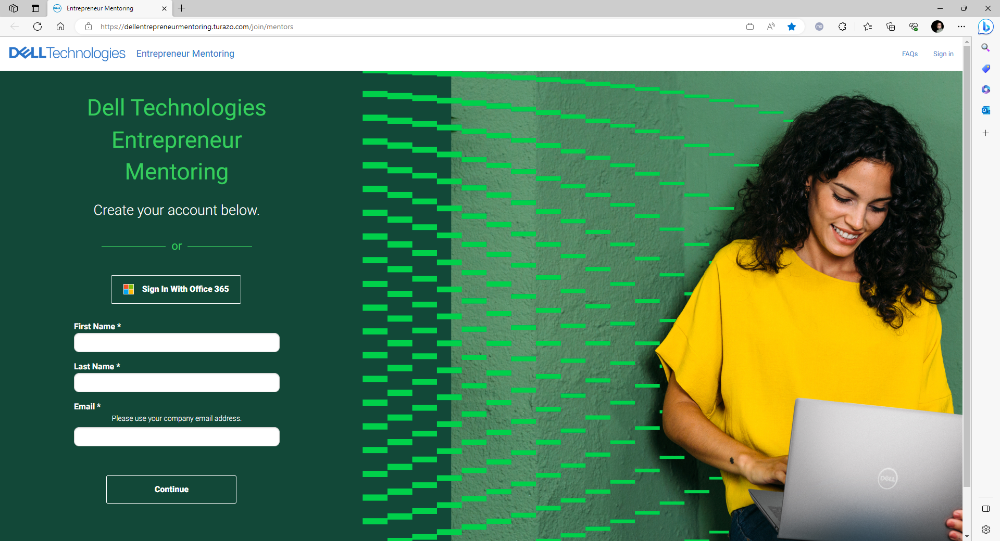 Entrepreneur Mentoring
https://dellentrepreneurmentoring.turazo.com/join/mentors
DELLTechnologies Entrepreneur Mentoring
FAQs Sign in
Dell Technologies
Entrepreneur
Mentoring
Create your account below.
or
Sign In With Office 365
First Name *
Last Name *
Email *
Please use your company email address.
Continue
DELL